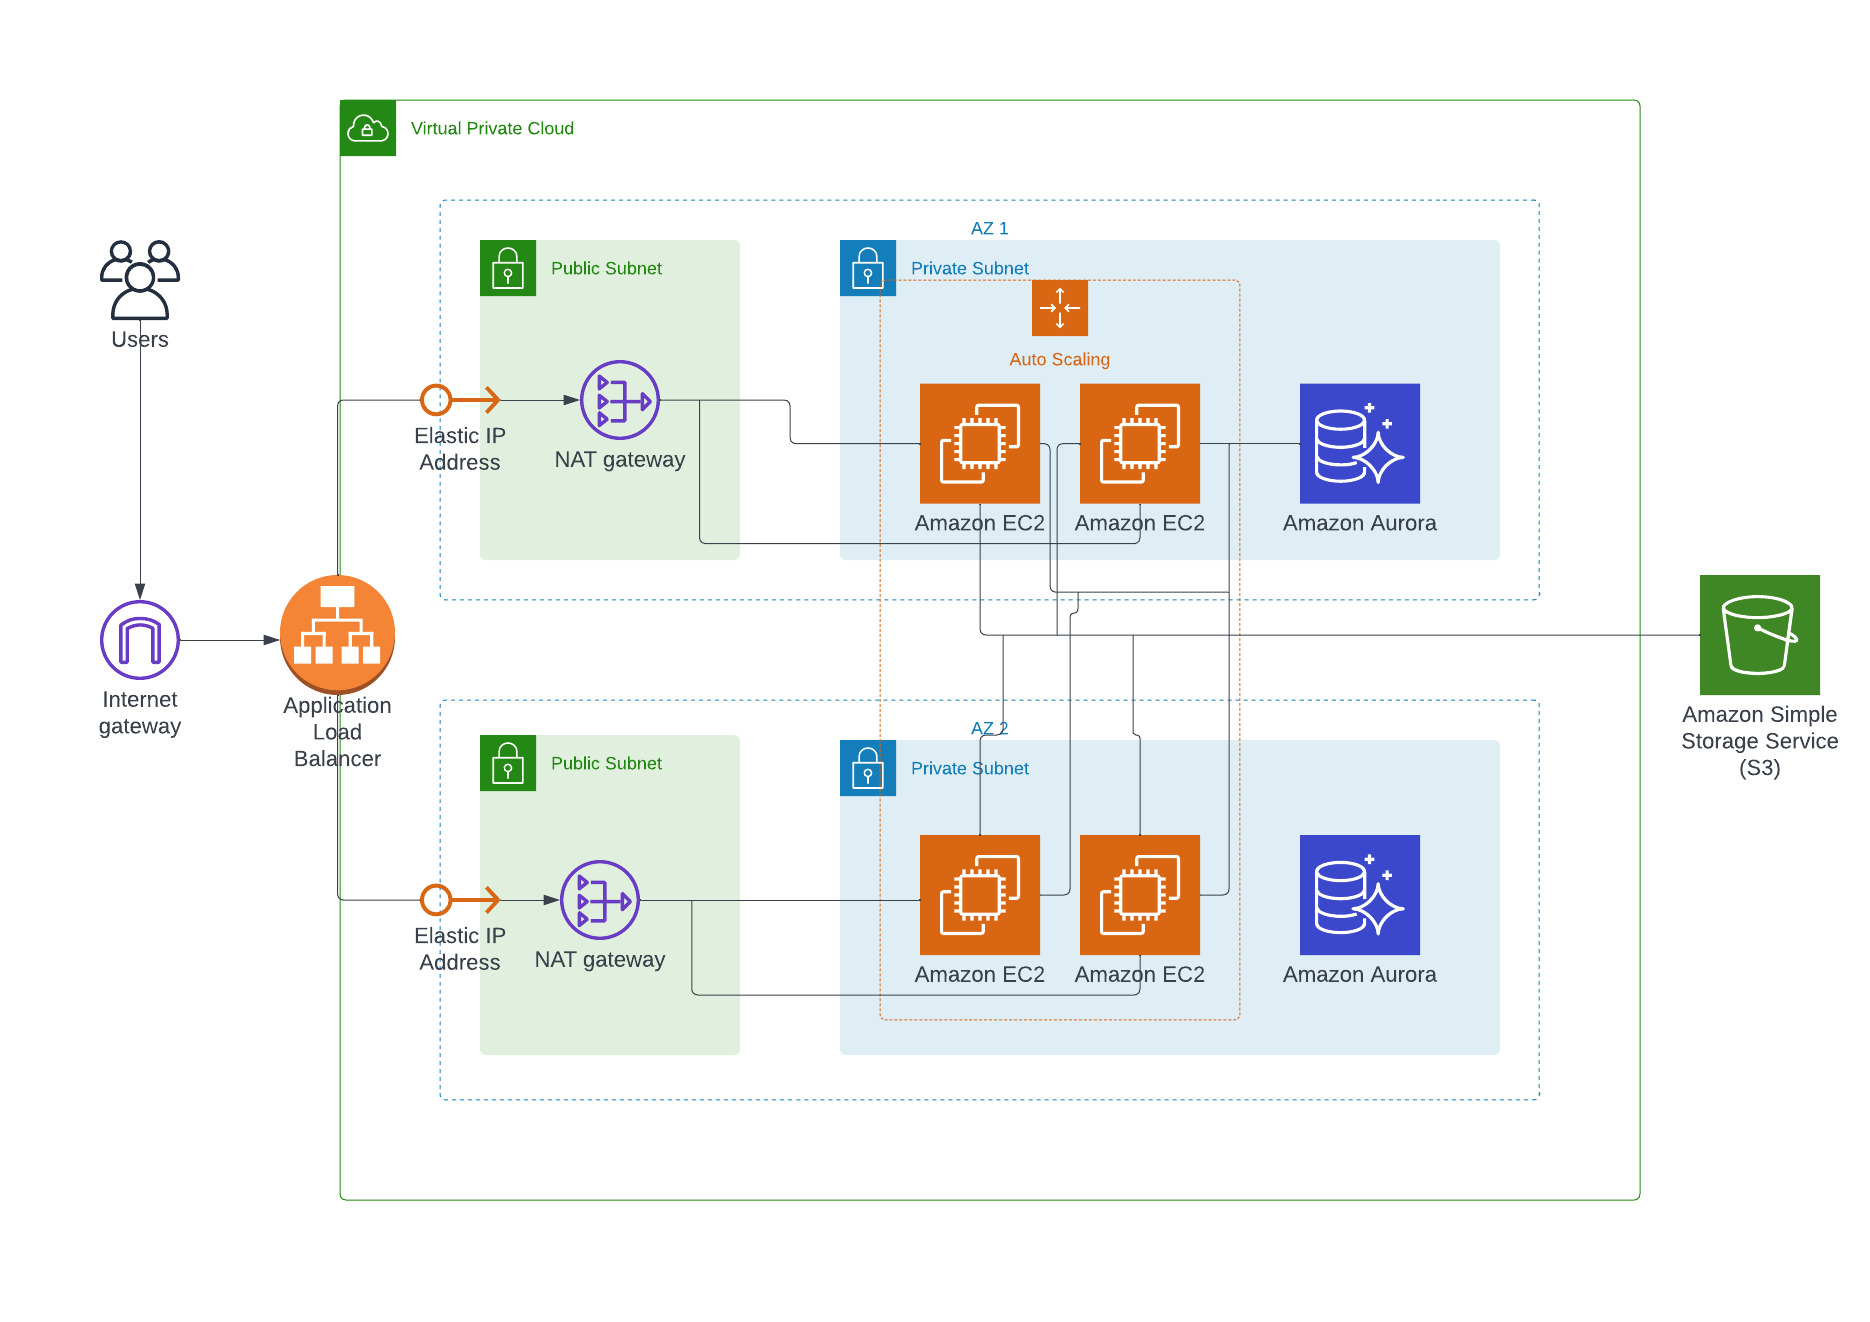 Virtual Private Cloud
AZ 1
Public Subnet
Private Subnet
Users
Auto Scaling
Elastic IP
Address
NAT gateway
Amazon EC2
Amazon EC2
Amazon Aurora
Internet
gateway
Application
Load
Balancer
Amazon Simple
Storage Service
(S3)
AZ 2
Public Subnet
Private Subnet
Elastic IP
Address
NAT gateway
Amazon EC2
Amazon EC2
Amazon Aurora